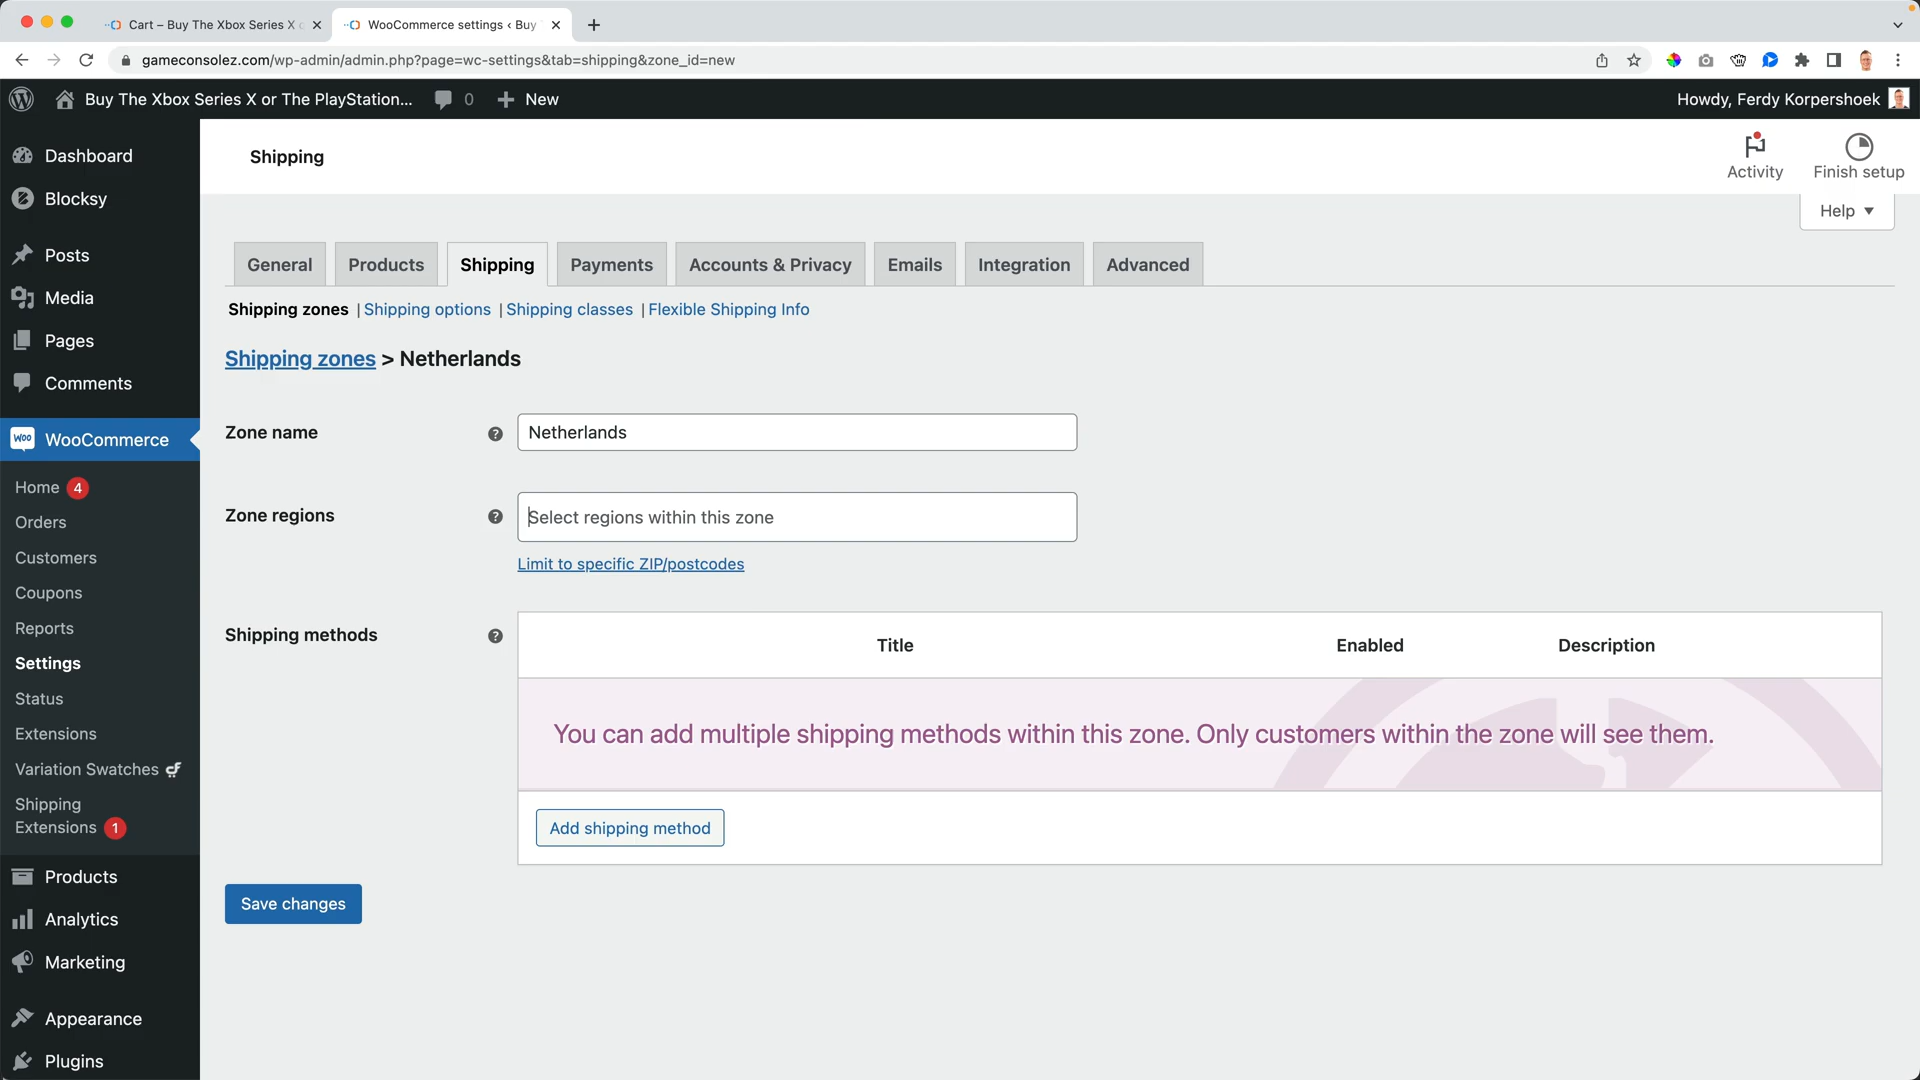 Cart – Buy The Xbox Series X
WooCommerce settings ‹ Buy
gameconsolez.com/wp-admin/admin.php?page=wc-settings&tab=shipping&zone_id=new
Buy The Xbox Series X or The PlayStation...
0
New
Howdy, Ferdy Korpershoek
Dashboard
Blocksy
Posts
Media
Pages
Comments
WOO
WooCommerce
Home 4
Orders
Customers
Coupons
Reports
Settings
Status
Extensions
Variation Swatches
Shipping
Extensions 1
Products
Analytics
Marketing
Appearance
Plugins
Shipping
Activity
Finish setup
Help
General
Products
Shipping
Payments
Accounts & Privacy
Emails
Integration
Advanced
Shipping zones | Shipping options | Shipping classes | Flexible Shipping Info
Shipping zones > Netherlands
Zone name
?
Netherlands
Zone regions
?
Select regions within this zone
Limit to specific ZIP/postcodes
Shipping methods
?
Title
Enabled
Description
You can add multiple shipping methods within this zone. Only customers within the zone will see them.
Add shipping method
Save changes